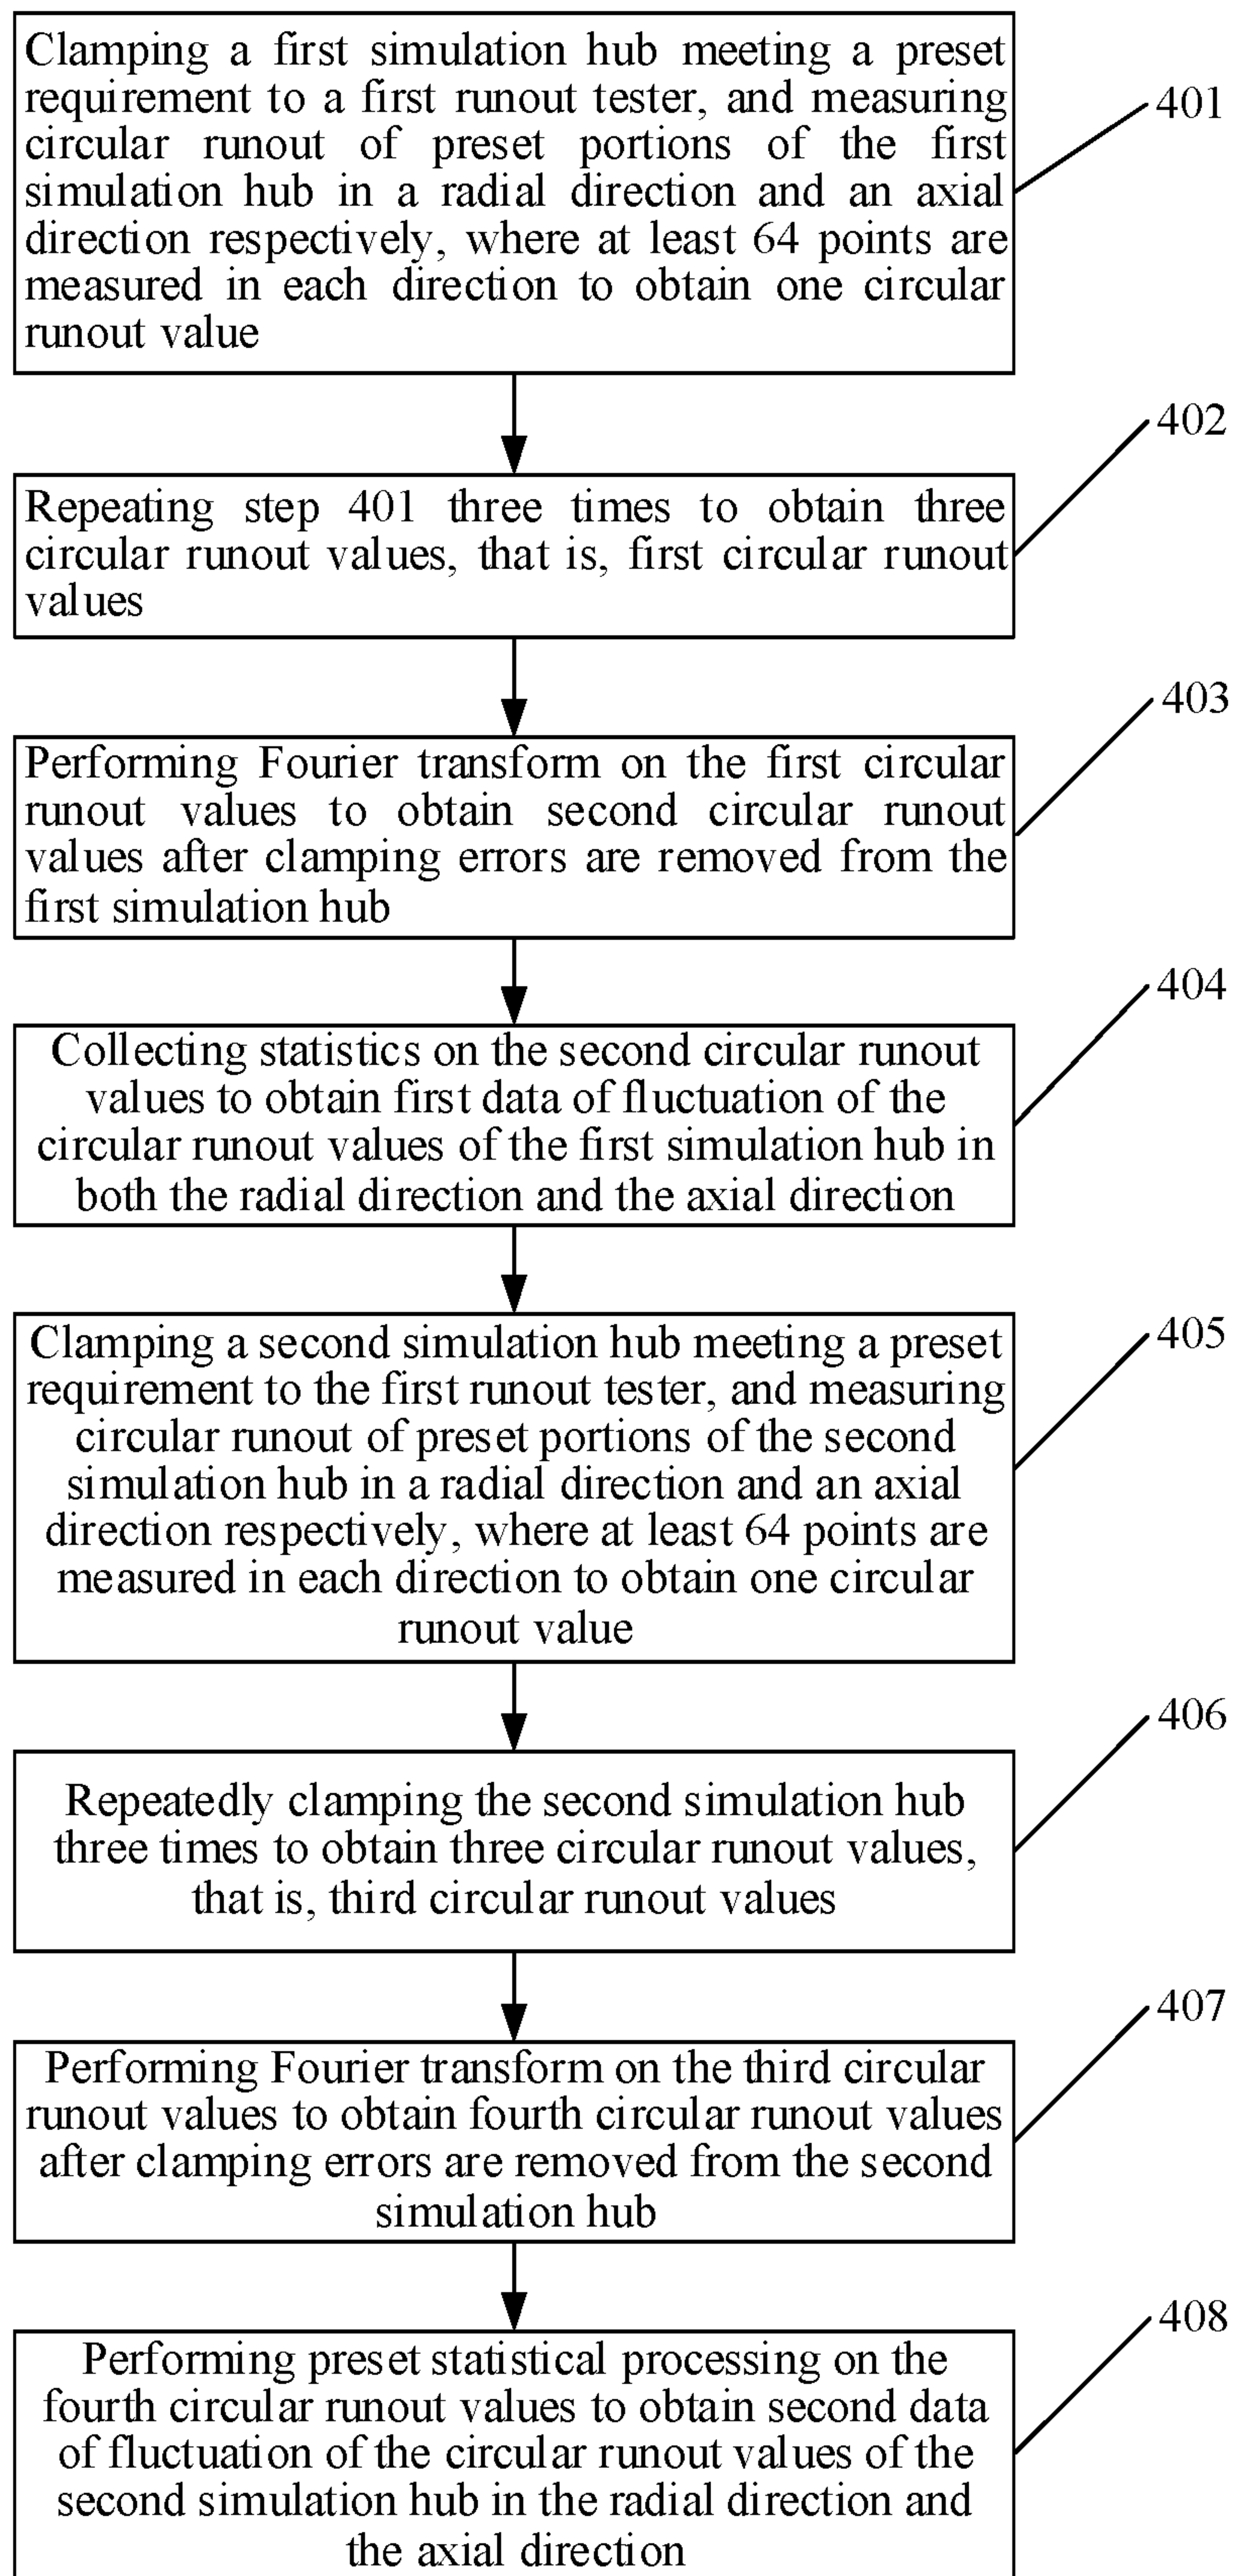 Clamping a first simulation hub meeting a preset
requirement to a first runout tester, and measuring
circular runout of preset portions of the first
simulation hub in a radial direction and an axial
direction respectively, where at least 64 points are
measured in each direction to obtain one circular
runout value
401
Repeating step 401 three times to obtain three
circular runout values, that is, first circular runout
values
402
Performing Fourier transform on the first circular
runout values to obtain second circular runout
values after clamping errors are removed from the
first simulation hub
403
Collecting statistics on the second circular runout
values to obtain first data of fluctuation of the
circular runout values of the first simulation hub in
both the radial direction and the axial direction
404
Clamping a second simulation hub meeting a preset
requirement to the first runout tester, and measuring
circular runout of preset portions of the second
simulation hub in a radial direction and an axial
direction respectively, where at least 64 points are
measured in each direction to obtain one circular
runout value
405
Repeatedly clamping the second simulation hub
three times to obtain three circular runout values,
that is, third circular runout values
406
Performing Fourier transform on the third circular
runout values to obtain fourth circular runout values
after clamping errors are removed from the second
simulation hub
407
Performing preset statistical processing on the
fourth circular runout values to obtain second data
of fluctuation of the circular runout values of the
second simulation hub in the radial direction and
the axial direction
408